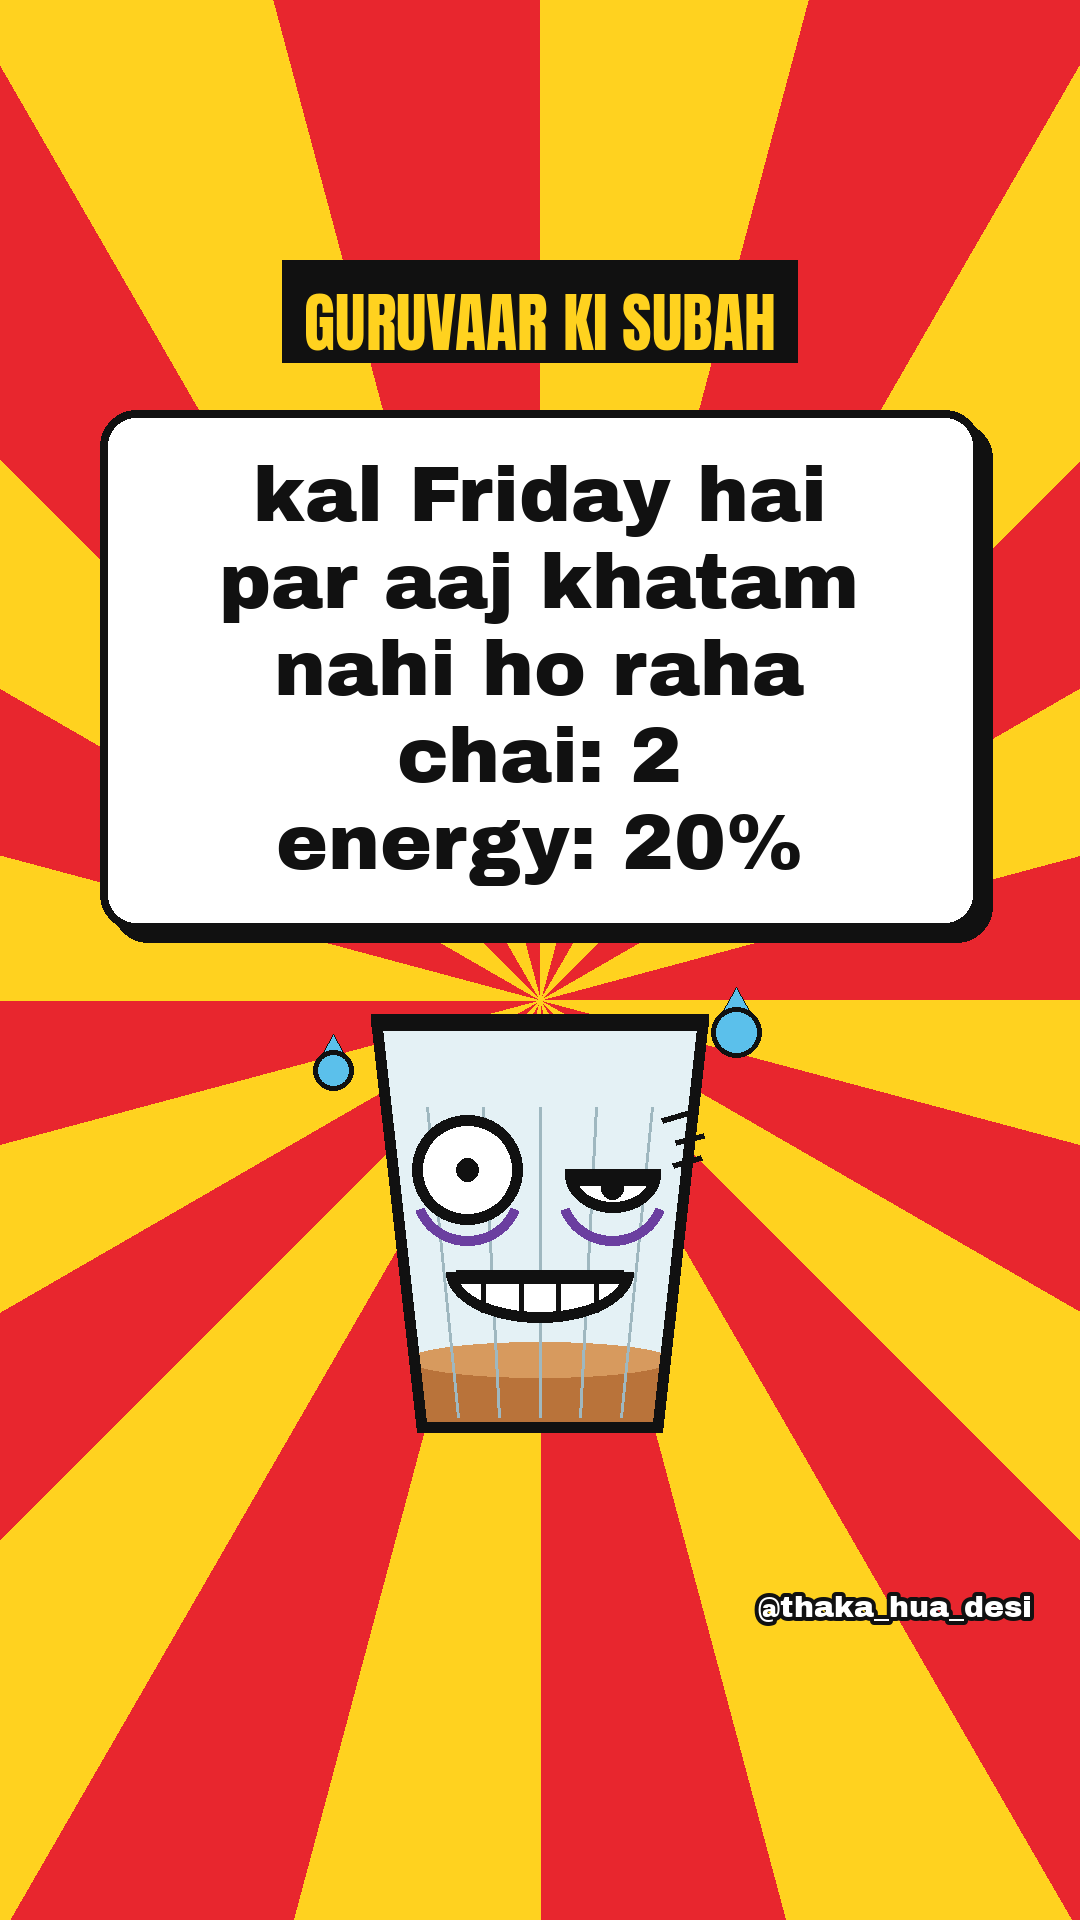 GURUVAAR KI SUBAH
kal Friday hai
par aaj khatam
nahi ho raha
chai: 2
energy: 20%
@thaka_hua_desi